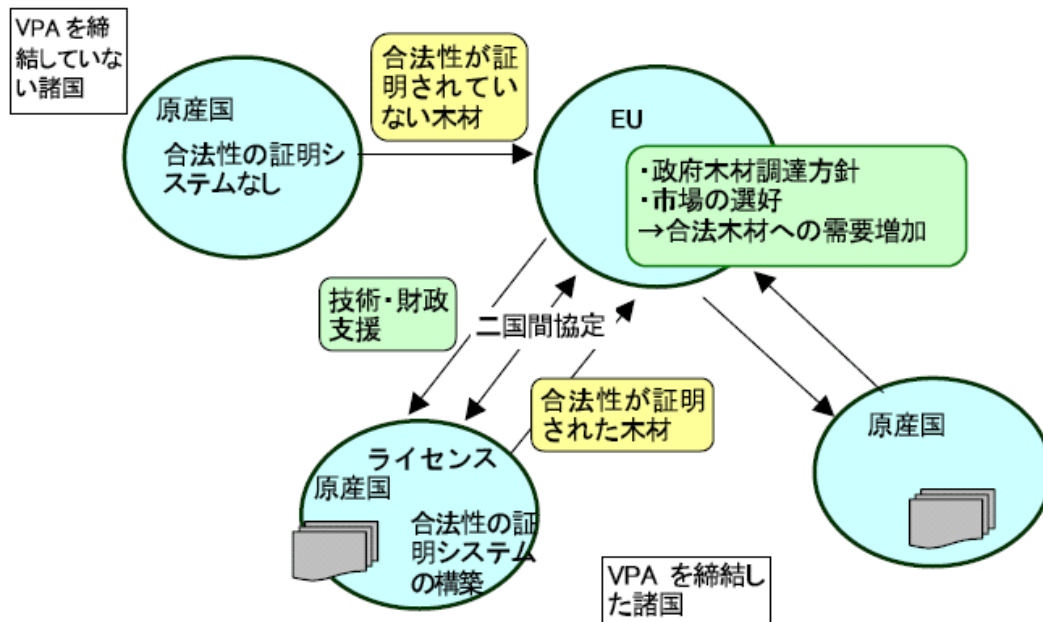 VPA を締
結していな
い諸国
原産国
合法性の証明シ
ステムなし
合法性が証
明されてい
ない木材
EU
・政府木材調達方針
・市場の選好
→合法木材への需要増加
技術・財政
支援
二国間協定
合法性が証明
された木材
ライセンス
原産国
合法性の証
明システム
の構築
原産国
VPA を締結し
た諸国